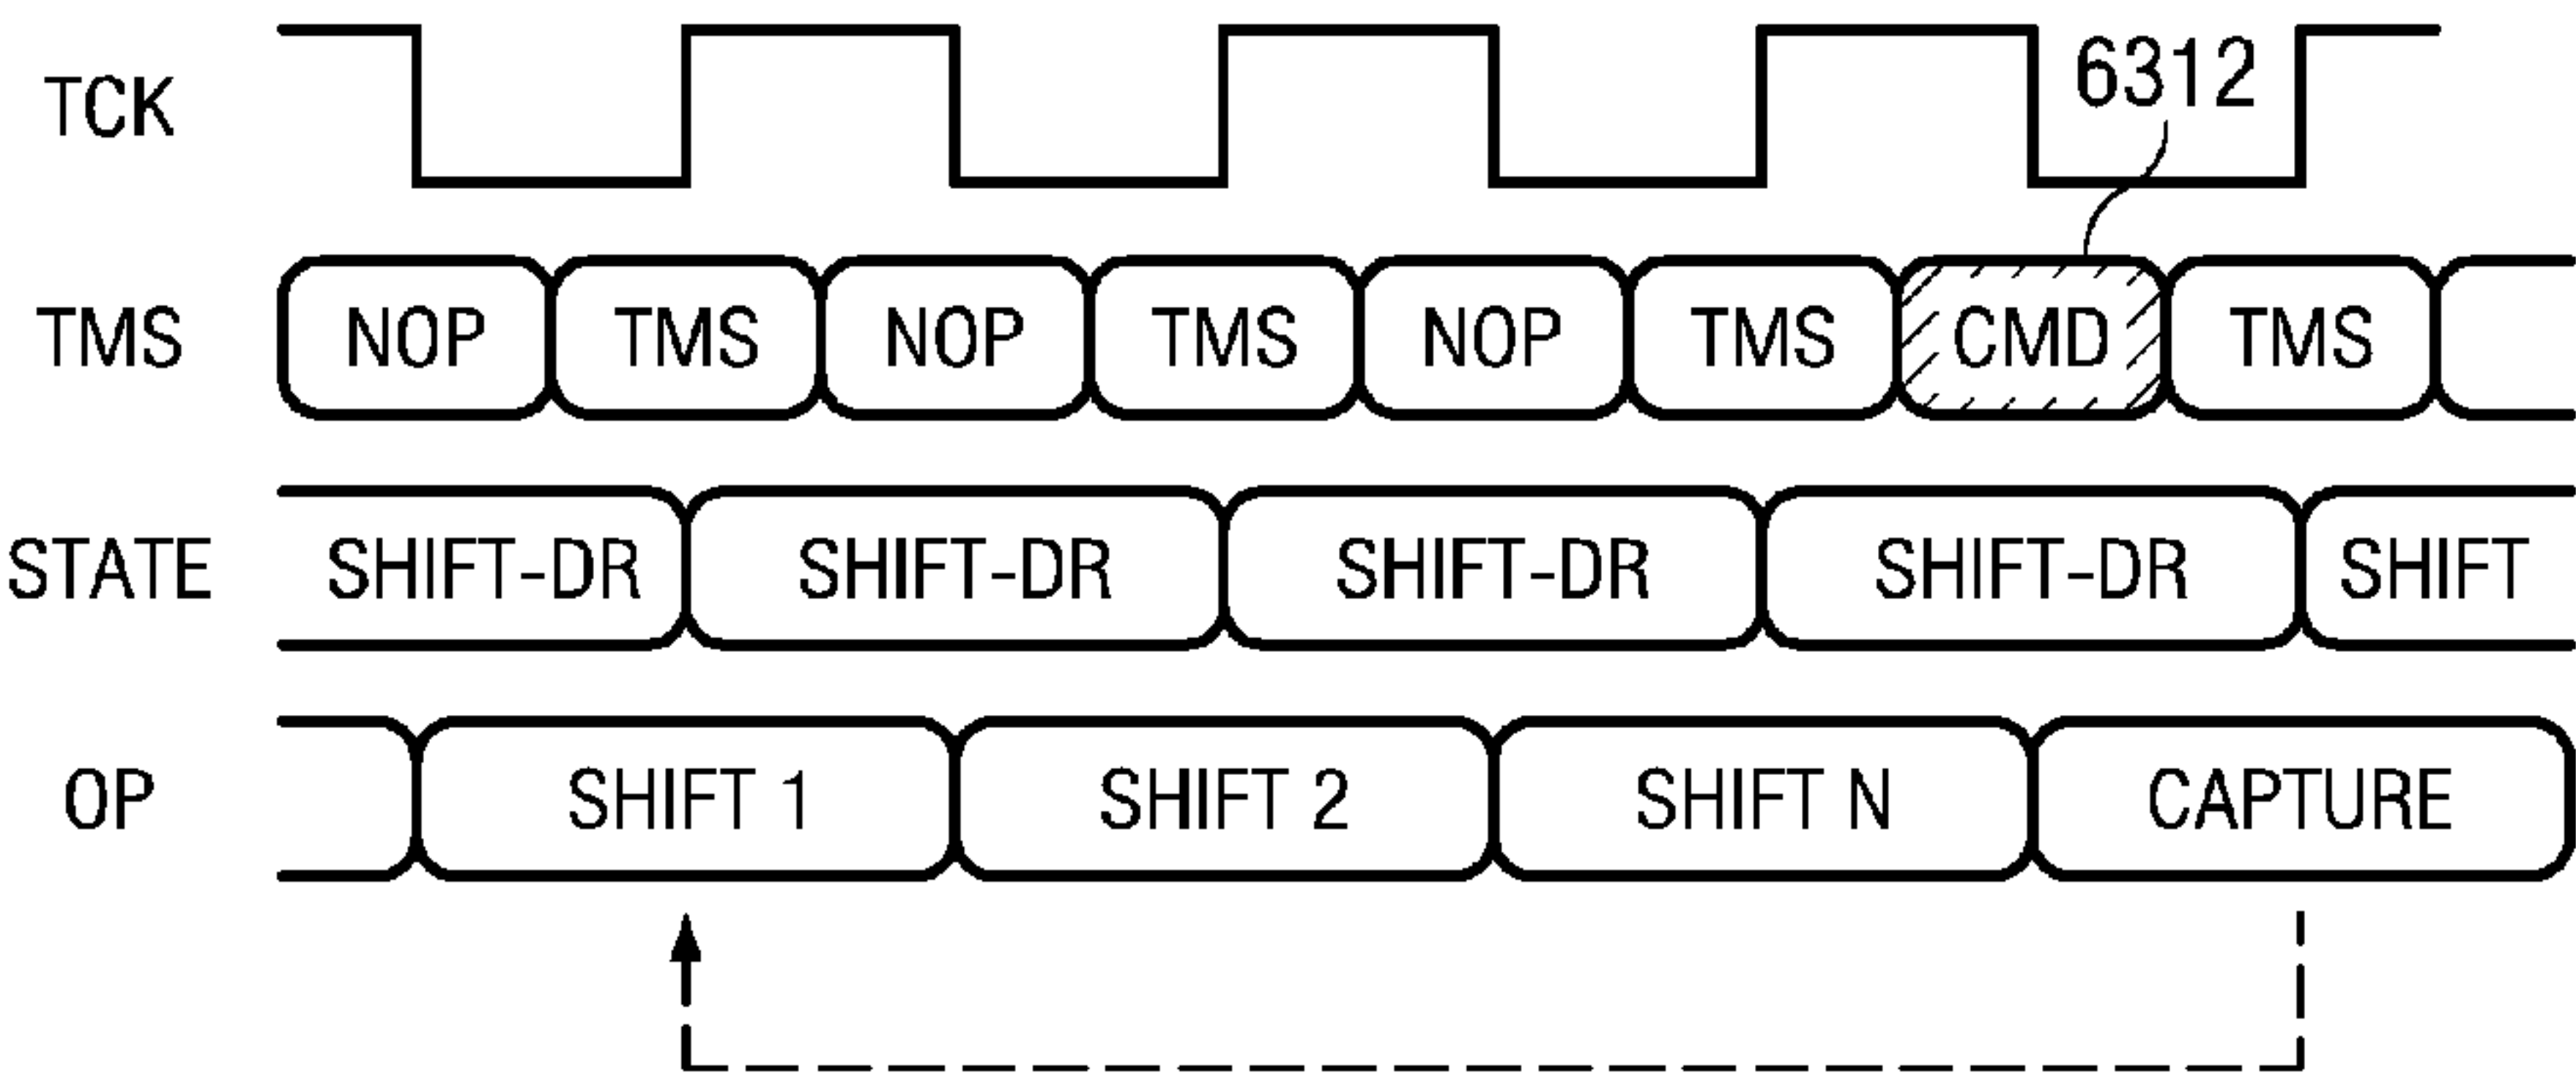 TCK 6312
TMS NOP TMS NOP TMS NOP TMS CMD TMS
STATE SHIFT-DR SHIFT-DR SHIFT-DR SHIFT-DR SHIFT
OP SHIFT 1 SHIFT 2 SHIFT N CAPTURE